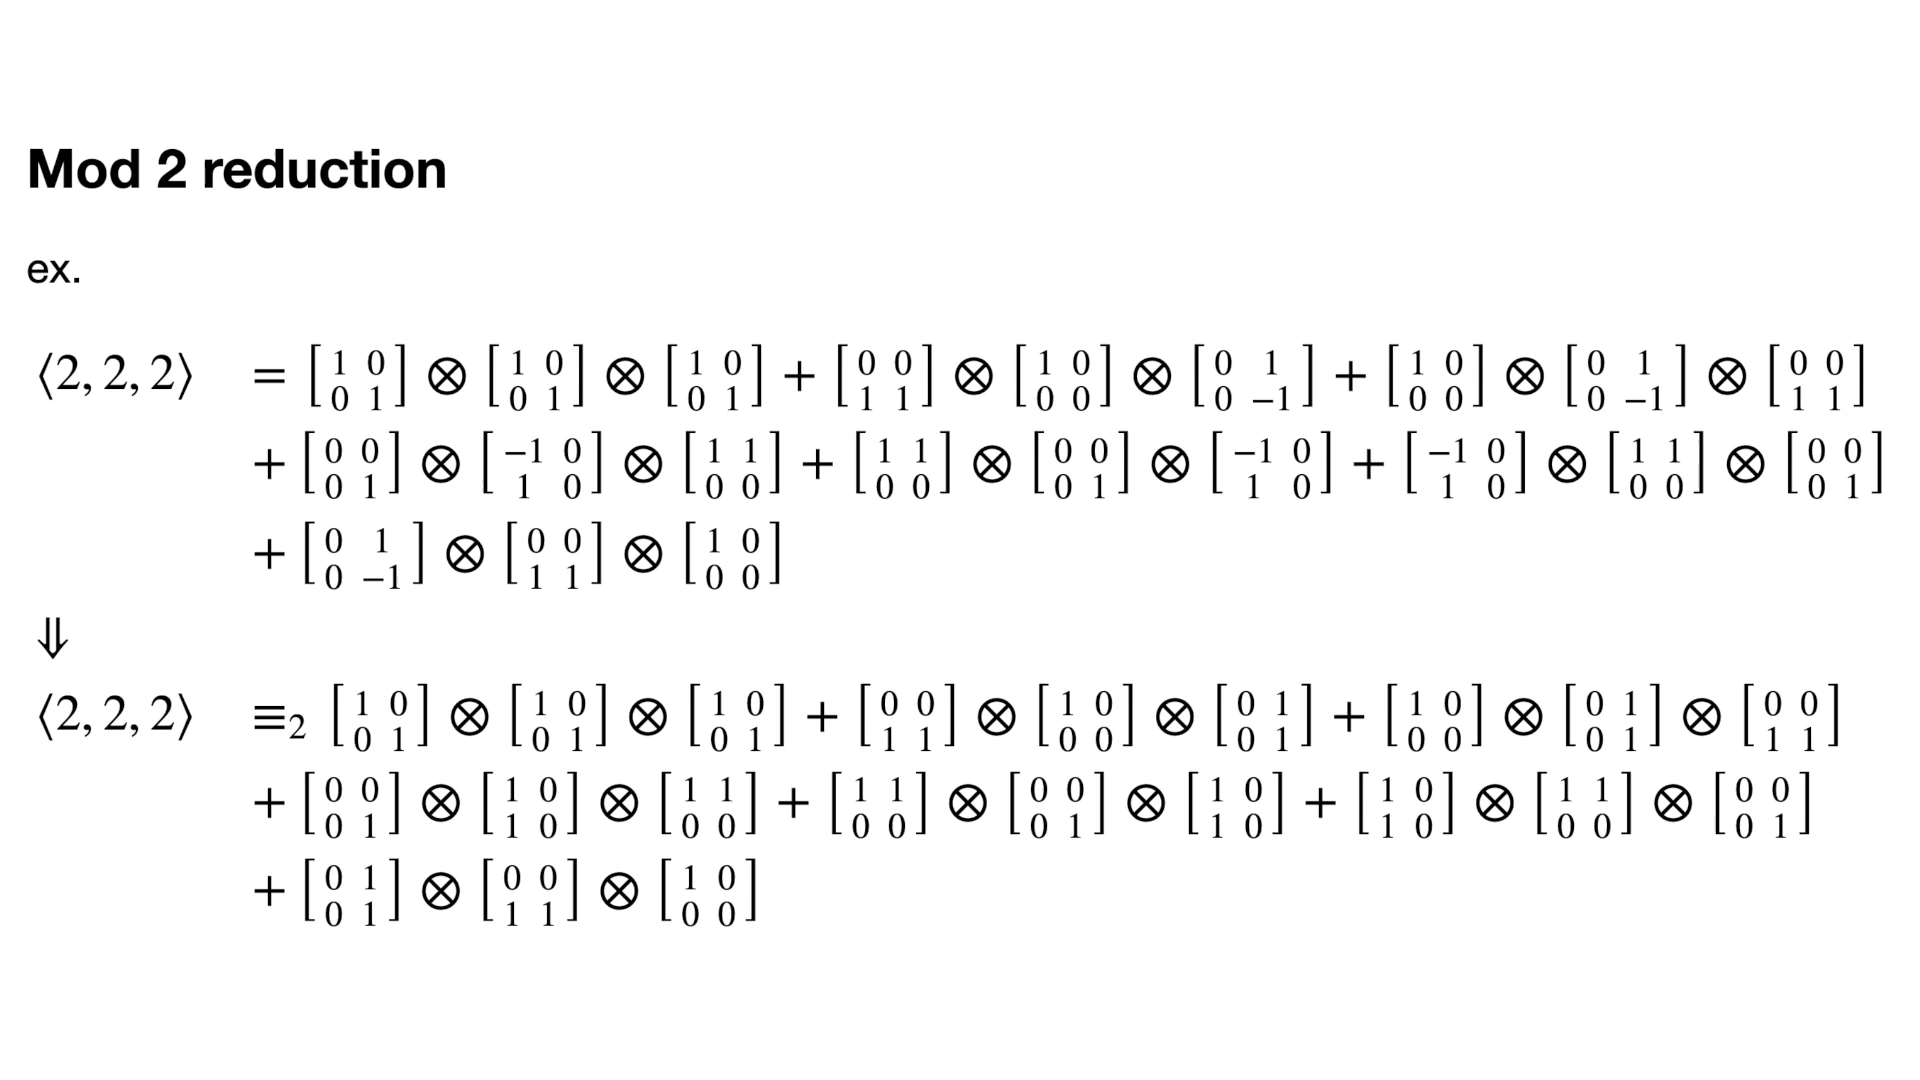 Mod 2 reduction
ex.
⟨2, 2, 2⟩ = [1 0; 0 1] ⊗ [1 0; 0 1] ⊗ [1 0; 0 1] + [0 0; 1 1] ⊗ [1 0; 0 0] ⊗ [0 1; 0 −1] + [1 0; 0 0] ⊗ [0 1; 0 −1] ⊗ [0 0; 1 1]
+ [0 0; 0 1] ⊗ [−1 0; 1 0] ⊗ [1 1; 0 0] + [1 1; 0 0] ⊗ [0 0; 0 1] ⊗ [−1 0; 1 0] + [−1 0; 1 0] ⊗ [1 1; 0 0] ⊗ [0 0; 0 1]
+ [0 1; 0 −1] ⊗ [0 0; 1 1] ⊗ [1 0; 0 0]
⇓
⟨2, 2, 2⟩ ≡₂ [1 0; 0 1] ⊗ [1 0; 0 1] ⊗ [1 0; 0 1] + [0 0; 1 1] ⊗ [1 0; 0 0] ⊗ [0 1; 0 1] + [1 0; 0 0] ⊗ [0 1; 0 1] ⊗ [0 0; 1 1]
+ [0 0; 0 1] ⊗ [1 0; 1 0] ⊗ [1 1; 0 0] + [1 1; 0 0] ⊗ [0 0; 0 1] ⊗ [1 0; 1 0] + [1 0; 1 0] ⊗ [1 1; 0 0] ⊗ [0 0; 0 1]
+ [0 1; 0 1] ⊗ [0 0; 1 1] ⊗ [1 0; 0 0]